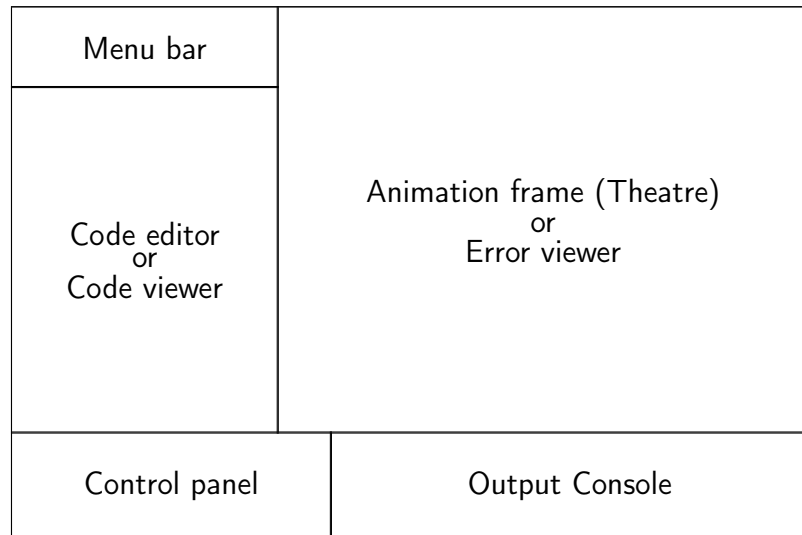 Menu bar
Code editor
or
Code viewer
Animation frame (Theatre)
or
Error viewer
Control panel
Output Console